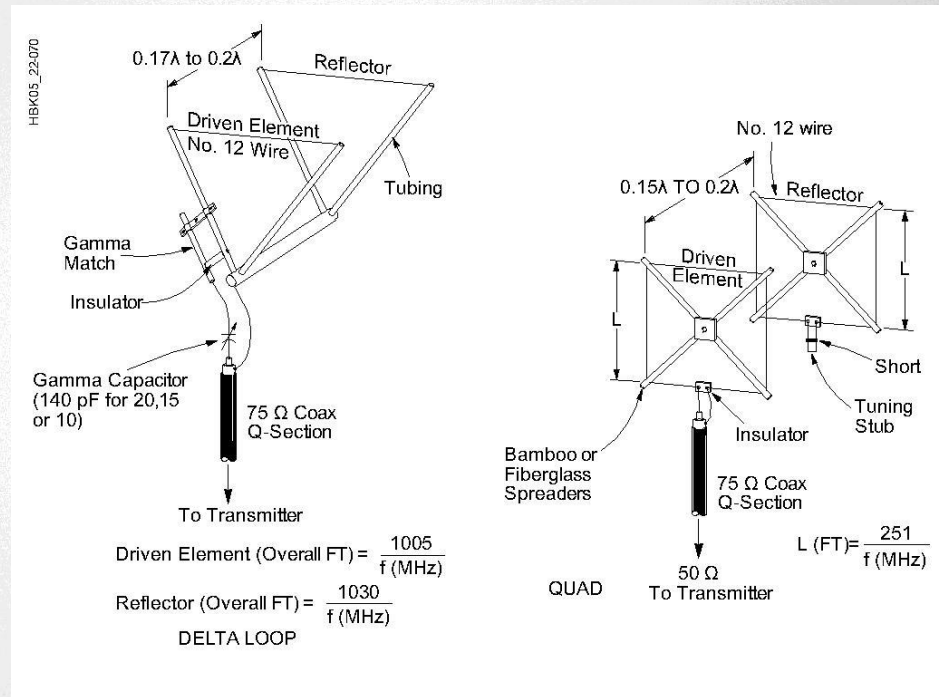 HBK05_22-070
0.17λ to 0.2λ
Reflector
Driven Element
No. 12 Wire
Tubing
Gamma
Match
Insulator
Gamma Capacitor
(140 pF for 20,15
or 10)
75 Ω Coax
Q-Section
To Transmitter
Driven Element (Overall FT) = 1005
f (MHz)
Reflector (Overall FT) = 1030
f (MHz)
DELTA LOOP
No. 12 wire
0.15λ TO 0.2λ
Reflector
Driven
Element
L
L
Short
Tuning
Stub
Insulator
Bamboo or
Fiberglass
Spreaders
75 Ω Coax
Q-Section
L (FT)= 251
f (MHz)
50 Ω
To Transmitter
QUAD